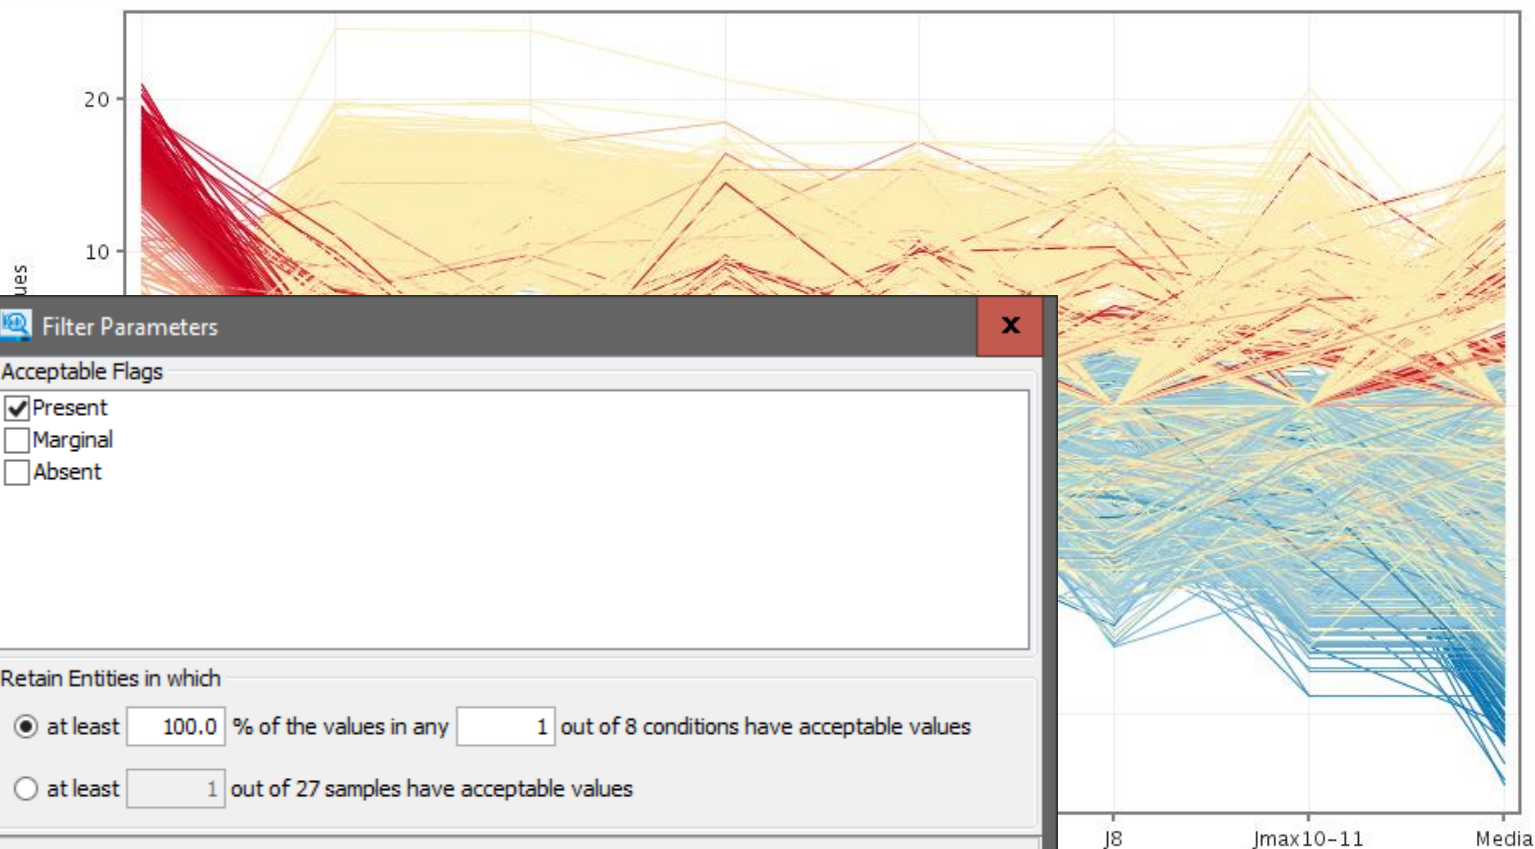 20
10
ues
Filter Parameters
x
Acceptable Flags
Present
Marginal
Absent
Retain Entities in which
at least 100.0 % of the values in any 1 out of 8 conditions have acceptable values
at least 1 out of 27 samples have acceptable values
J8 Jmax10-11 Media